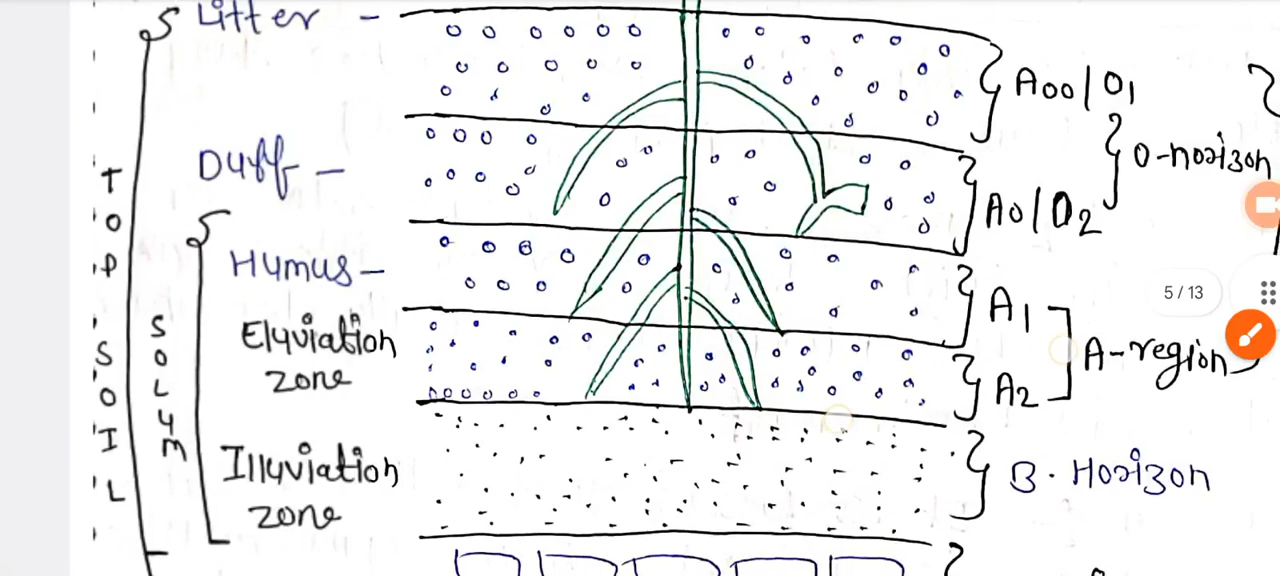 Litter -
Duff -
Humus -
Eluviation
zone
Illuviation
zone
TOP SOIL
SOLUM
A00/O1
A0/O2
O-horizon
A1
A2
A-region
B. Horizon
5 / 13